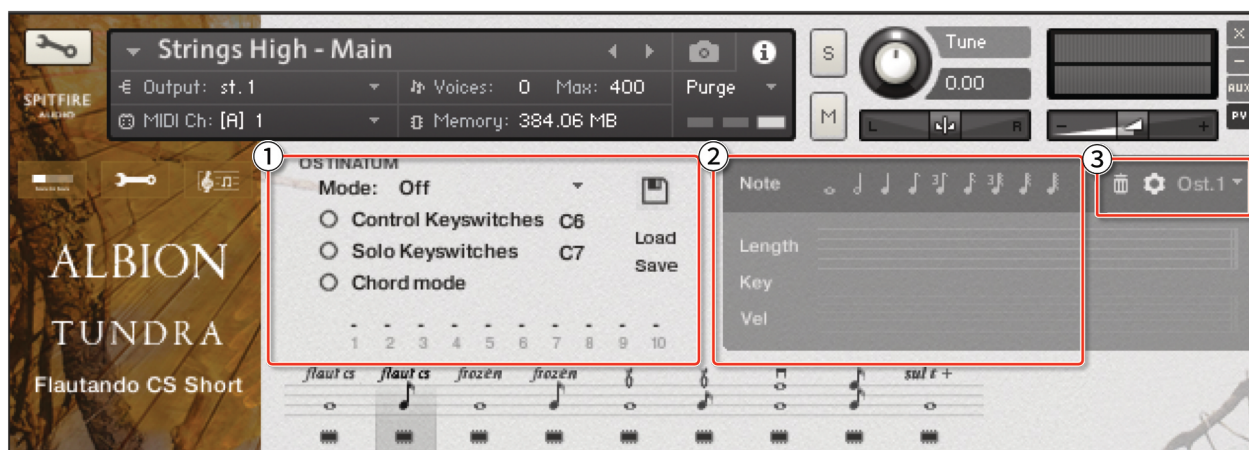 Strings High - Main
Output: st. 1
Voices: 0 Max: 400
Purge
MIDI Ch: [A] 1
Memory: 384.06 MB
SPITFIRE
AUDIO
S
M
Tune
0.00
L
R
-
+
X
-
AUX
PV
1
OSTINATUM
Mode: Off
Control Keyswitches C6
Solo Keyswitches C7
Chord mode
Load
Save
- - - - - - - - - -
1 2 3 4 5 6 7 8 9 10
2
Note
Length
Key
Vel
3
Ost.1
ALBION
TUNDRA
Flautando CS Short
flaut cs flaut cs frozen frozen